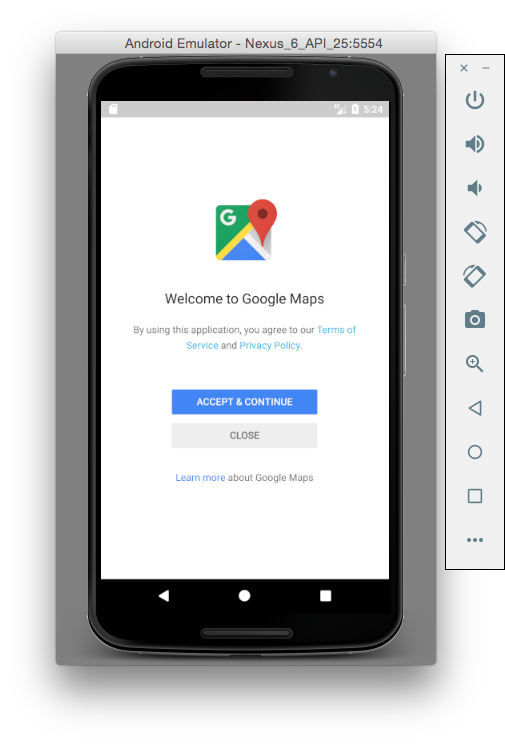 Android Emulator - Nexus_6_API_25:5554
5:24
G
Welcome to Google Maps
By using this application, you agree to our Terms of
Service and Privacy Policy.
ACCEPT & CONTINUE
CLOSE
Learn more about Google Maps